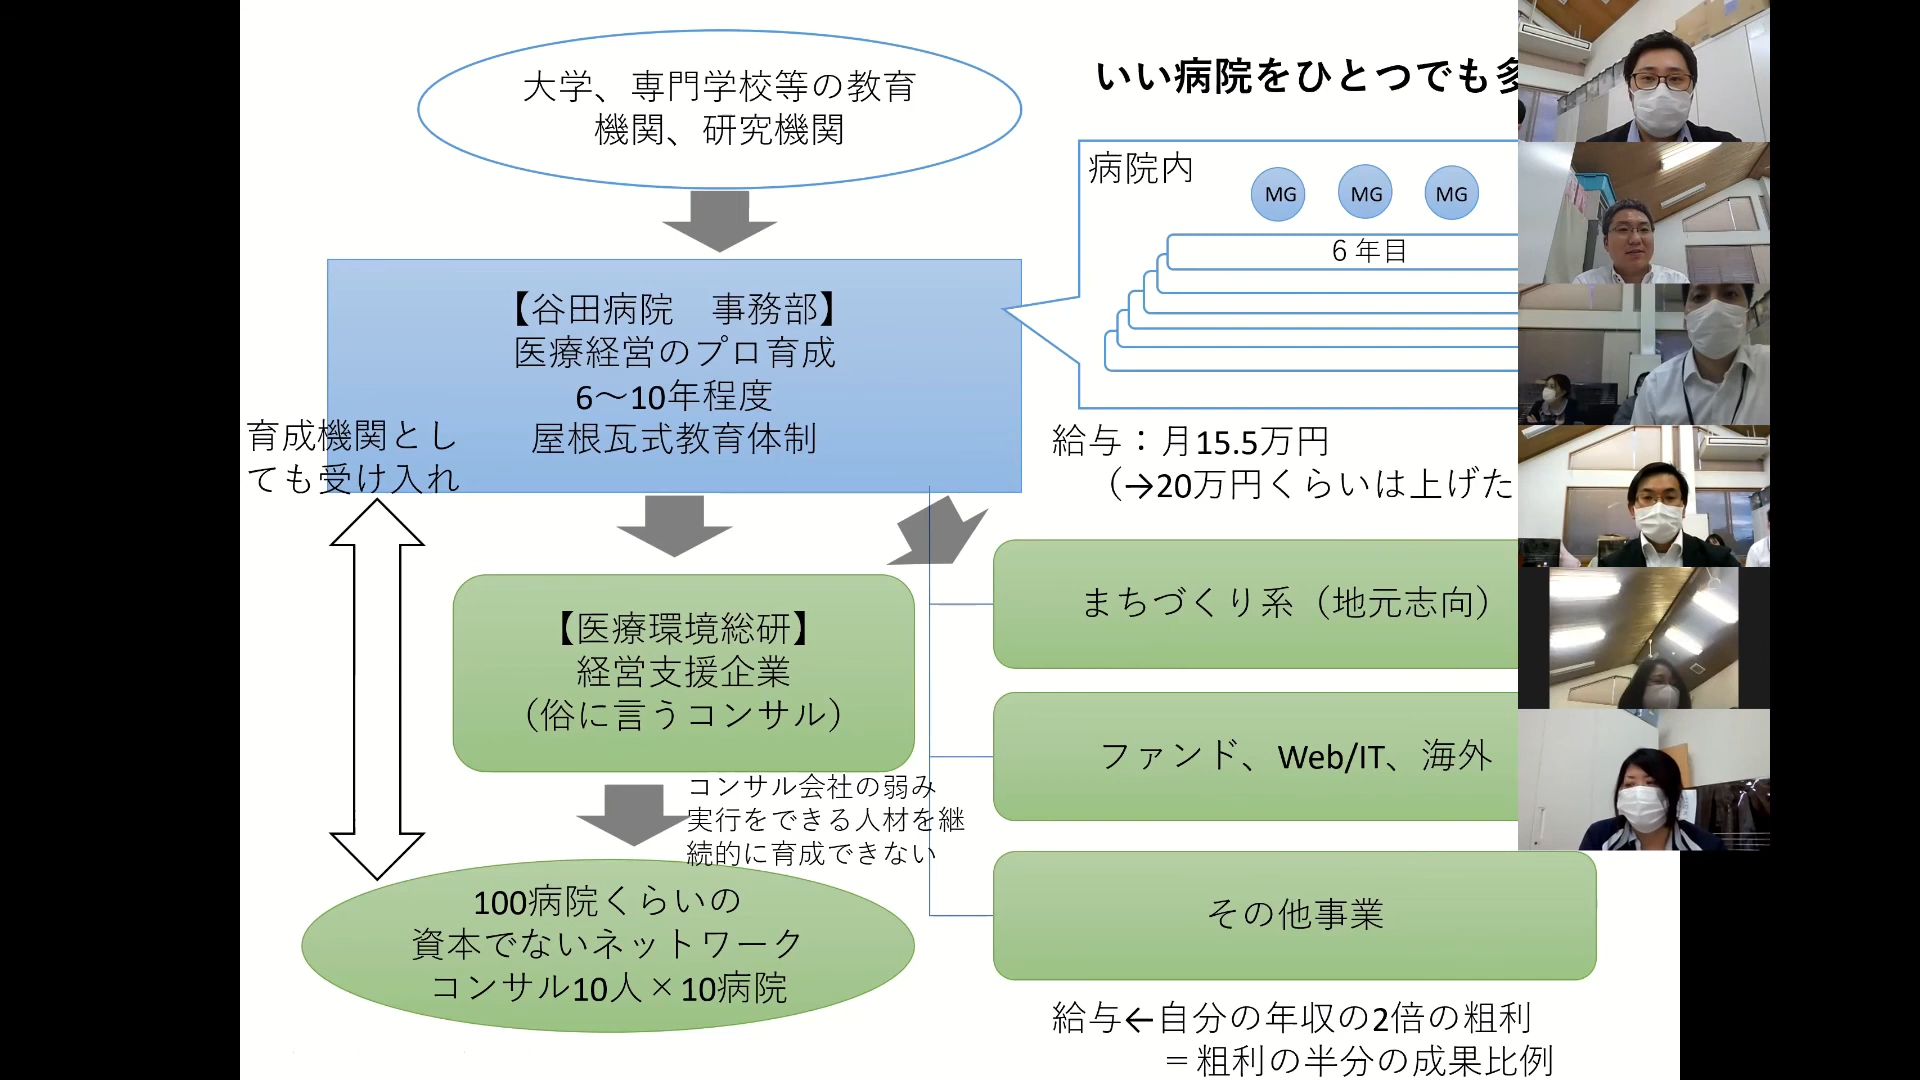 大学、専門学校等の教育
機関、研究機関
いい病院をひとつでも多
病院内
MG
MG
MG
6年目
【谷田病院　事務部】
医療経営のプロ育成
6～10年程度
屋根瓦式教育体制
育成機関とし
ても受け入れ
給与：月15.5万円
（→20万円くらいは上げた
【医療環境総研】
経営支援企業
（俗に言うコンサル）
まちづくり系（地元志向）
ファンド、Web/IT、海外
その他事業
コンサル会社の弱み
実行をできる人材を継
続的に育成できない
100病院くらいの
資本でないネットワーク
コンサル10人×10病院
給与←自分の年収の2倍の粗利
＝粗利の半分の成果比例